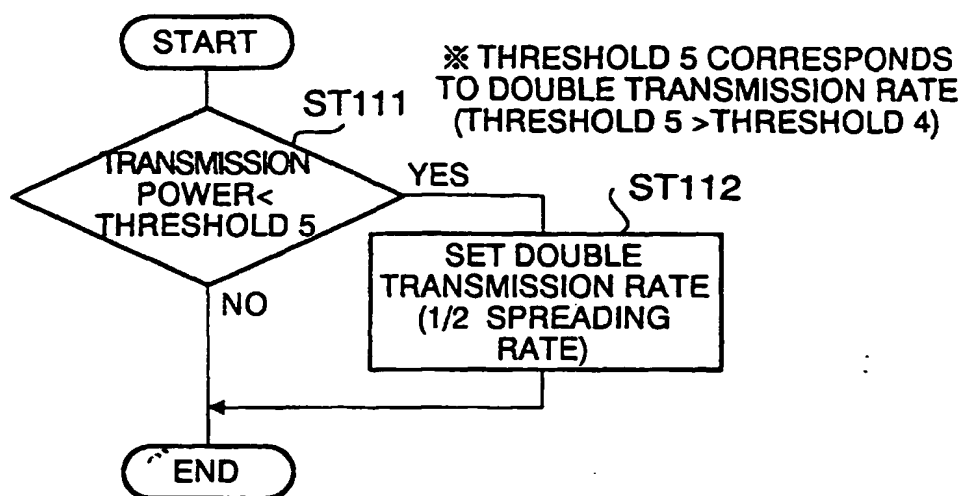 START
※ THRESHOLD 5 CORRESPONDS
TO DOUBLE TRANSMISSION RATE
(THRESHOLD 5 >THRESHOLD 4)
ST111
TRANSMISSION
POWER<
THRESHOLD 5
YES
ST112
SET DOUBLE
TRANSMISSION RATE
(1/2 SPREADING
RATE)
NO
END